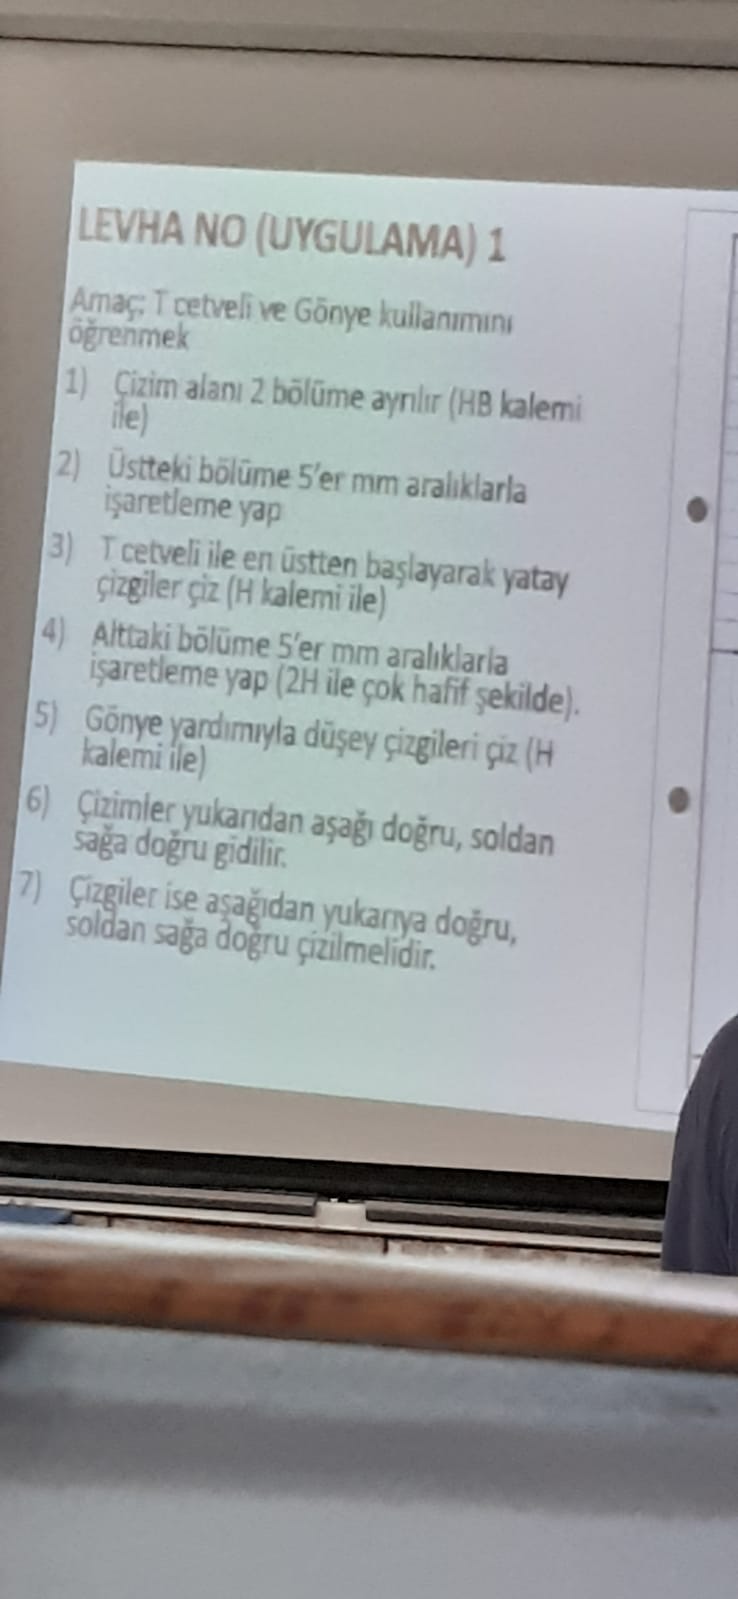 LEVHA NO (UYGULAMA) 1
Amaç; T cetveli ve Gönye kullanımını
öğrenmek
1) Çizim alanı 2 bölüme ayrılır (HB kalemi
ile)
2) Üstteki bölüme 5'er mm aralıklarla
işaretleme yap
3) T cetveli ile en üstten başlayarak yatay
çizgiler çiz (H kalemi ile)
4) Alttaki bölüme 5'er mm aralıklarla
işaretleme yap (2H ile çok hafif şekilde).
5) Gönye yardımıyla düşey çizgileri çiz (H
kalemi ile)
6) Çizimler yukarıdan aşağı doğru, soldan
sağa doğru gidilir.
7) Çizgiler ise aşağıdan yukarıya doğru,
soldan sağa doğru çizilmelidir.